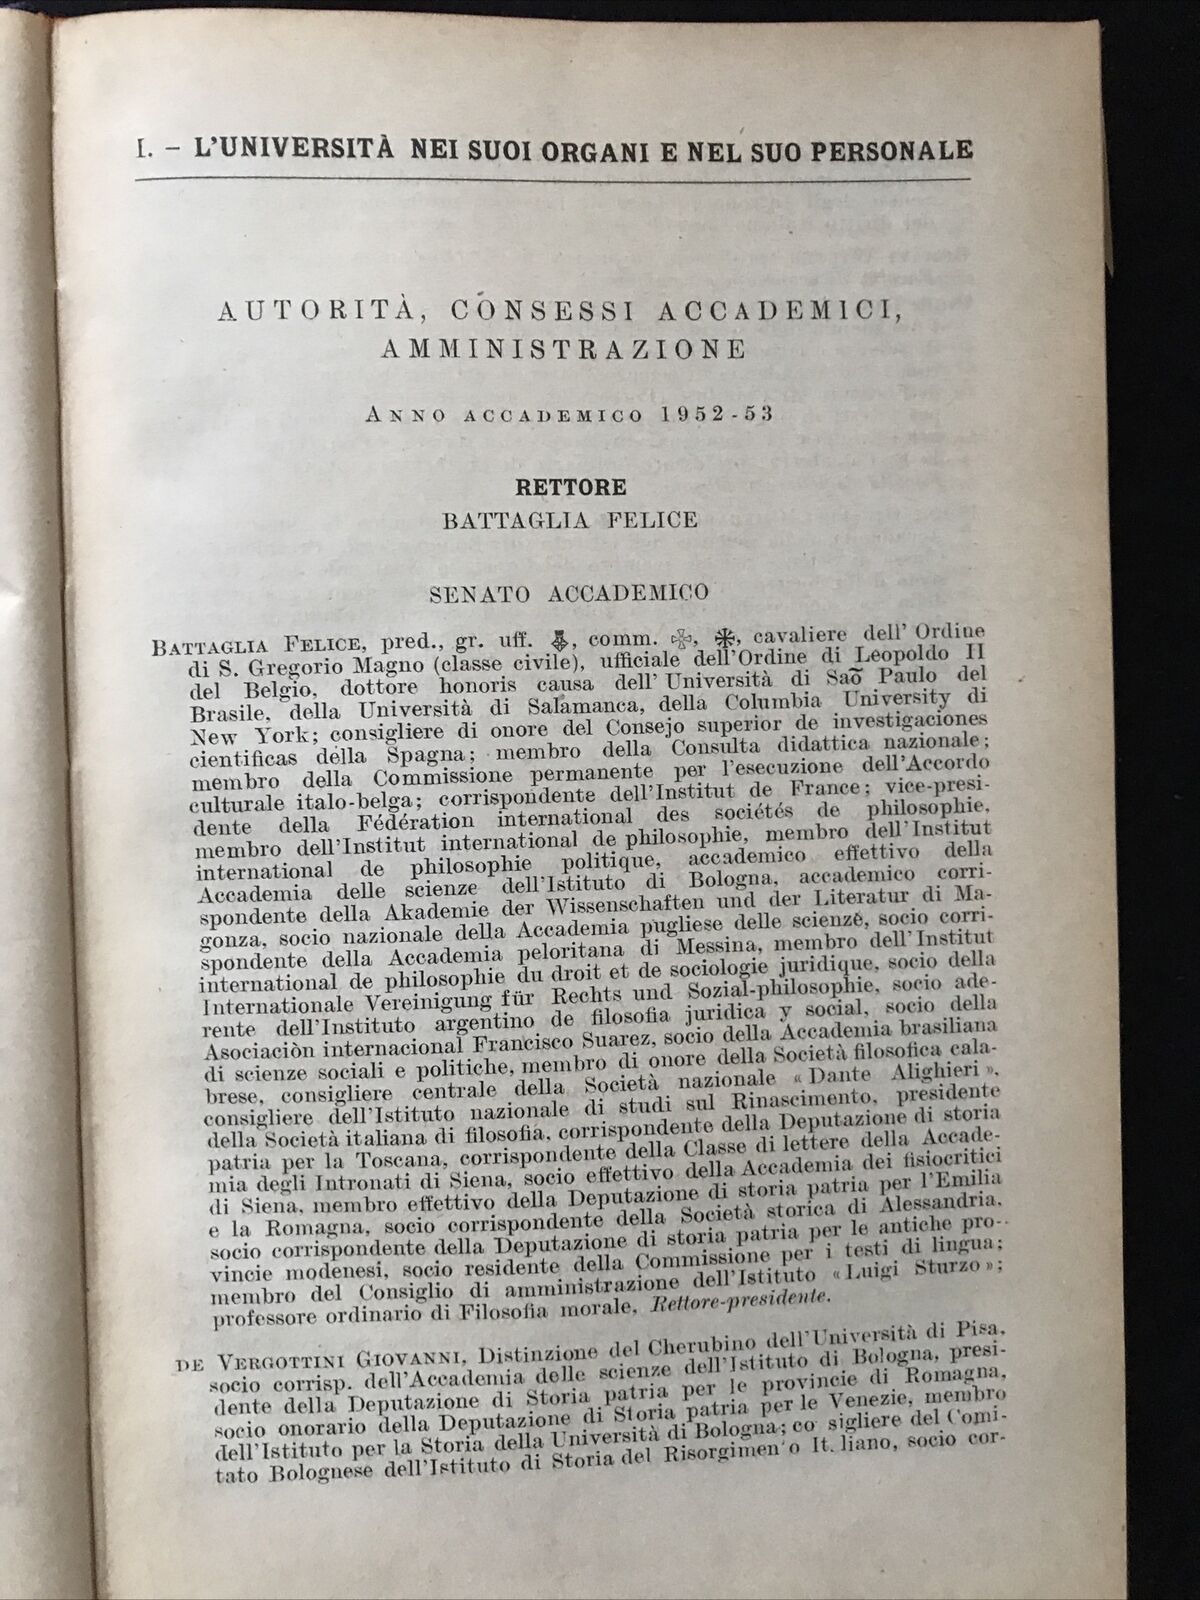 I. – L'UNIVERSITÀ NEI SUOI ORGANI E NEL SUO PERSONALE
AUTORITÀ, CONSESSI ACCADEMICI,
AMMINISTRAZIONE
ANNO ACCADEMICO 1952-53
RETTORE
BATTAGLIA FELICE
SENATO ACCADEMICO
BATTAGLIA FELICE, pred., gr. uff. , comm. , , cavaliere dell'Ordine
di S. Gregorio Magno (classe civile), ufficiale dell'Ordine di Leopoldo II
del Belgio, dottore honoris causa dell'Università di Saõ Paulo del
Brasile, della Università di Salamanca, della Columbia University di
New York; consigliere di onore del Consejo superior de investigaciones
cientificas della Spagna; membro della Consulta didattica nazionale;
membro della Commissione permanente per l'esecuzione dell'Accordo
culturale italo-belga; corrispondente dell'Institut de France; vice-presi-
dente della Fédération international des sociétés de philosophie,
membro dell'Institut international de philosophie, membro dell'Institut
international de philosophie politique, accademico effettivo della
Accademia delle scienze dell'Istituto di Bologna, accademico corri-
spondente della Akademie der Wissenschaften und der Literatur di Ma-
gonza, socio nazionale della Accademia pugliese delle scienze, socio corri-
spondente della Accademia peloritana di Messina, membro dell'Institut
international de philosophie du droit et de sociologie juridique, socio della
Internationale Vereinigung für Rechts und Sozial-philosophie, socio ade-
rente dell'Instituto argentino de filosofia juridica y social, socio della
Asociaciòn internacional Francisco Suarez, socio della Accademia brasiliana
di scienze sociali e politiche, membro di onore della Società filosofica cala-
brese, consigliere centrale della Società nazionale «Dante Alighieri»,
consigliere dell'Istituto nazionale di studi sul Rinascimento, presidente
della Società italiana di filosofia, corrispondente della Deputazione di storia
patria per la Toscana, corrispondente della Classe di lettere della Accade-
mia degli Intronati di Siena, socio effettivo della Accademia dei fisiocritici
di Siena, membro effettivo della Deputazione di storia patria per l'Emilia
e la Romagna, socio corrispondente della Società storica di Alessandria,
socio corrispondente della Deputazione di storia patria per le antiche pro-
vincie modenesi, socio residente della Commissione per i testi di lingua;
membro del Consiglio di amministrazione dell'Istituto «Luigi Sturzo»;
professore ordinario di Filosofia morale, Rettore-presidente.
DE VERGOTTINI GIOVANNI, Distinzione del Cherubino dell'Università di Pisa,
socio corrisp. dell'Accademia delle scienze dell'Istituto di Bologna, presi-
dente della Deputazione di Storia patria per le provincie di Romagna,
socio onorario della Deputazione di Storia patria per le Venezie, membro
dell'Istituto per la Storia della Università di Bologna; co sigliere del Comi-
tato Bolognese dell'Istituto di Storia del Risorgimen o It. liano, socio cor-